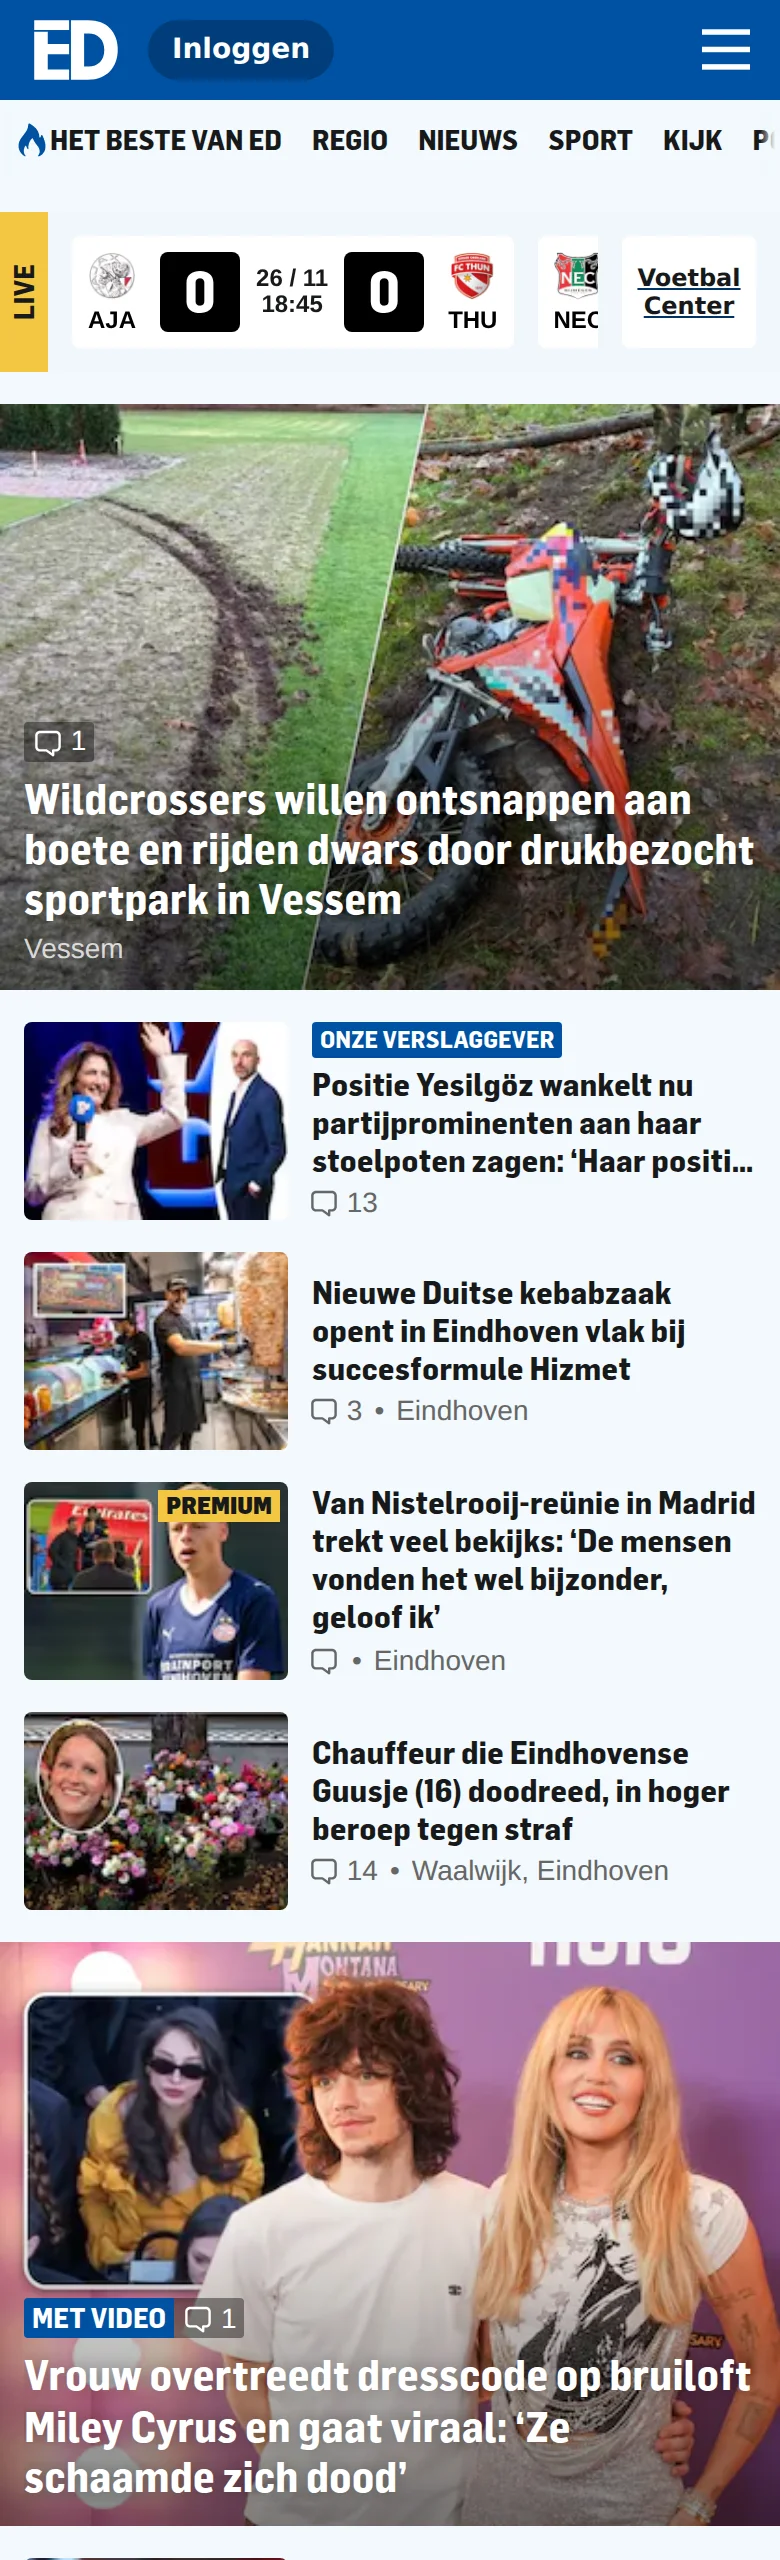 ED Inloggen
HET BESTE VAN ED REGIO NIEUWS SPORT KIJK
LIVE
AJA 0 26 / 11 18:45 0 THU
FC THUN
NEC
Voetbal
Center
1
Wildcrossers willen ontsnappen aan
boete en rijden dwars door drukbezocht
sportpark in Vessem
Vessem
ONZE VERSLAGGEVER
Positie Yesilgöz wankelt nu
partijprominenten aan haar
stoelpoten zagen: ‘Haar positi...
13
Nieuwe Duitse kebabzaak
opent in Eindhoven vlak bij
succesformule Hizmet
3 • Eindhoven
PREMIUM
Emirates
Van Nistelrooij-reünie in Madrid
trekt veel bekijks: ‘De mensen
vonden het wel bijzonder,
geloof ik’
• Eindhoven
Chauffeur die Eindhovense
Guusje (16) doodreed, in hoger
beroep tegen straf
14 • Waalwijk, Eindhoven
HANNAH
MONTANA
MET VIDEO 1
Vrouw overtreedt dresscode op bruiloft
Miley Cyrus en gaat viraal: ‘Ze
schaamde zich dood’